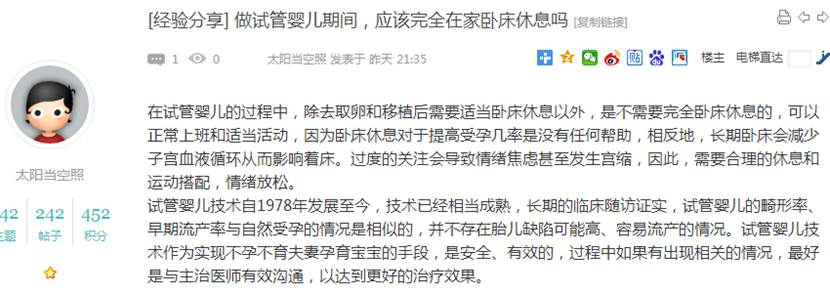 [经验分享] 做试管婴儿期间，应该完全在家卧床休息吗 [复制链接]
1 0 太阳当空照 发表于 昨天 21:35 贴 楼主 电梯直达
在试管婴儿的过程中，除去取卵和移植后需要适当卧床休息以外，是不需要完全卧床休息的，可以
正常上班和适当活动，因为卧床休息对于提高受孕几率是没有任何帮助，相反地，长期卧床会减少
子宫血液循环从而影响着床。过度的关注会导致情绪焦虑甚至发生宫缩，因此，需要合理的休息和
运动搭配，情绪放松。
试管婴儿技术自1978年发展至今，技术已经相当成熟，长期的临床随访证实，试管婴儿的畸形率、
早期流产率与自然受孕的情况是相似的，并不存在胎儿缺陷可能高、容易流产的情况。试管婴儿技
术作为实现不孕不育夫妻孕育宝宝的手段，是安全、有效的，过程中如果有出现相关的情况，最好
是与主治医师有效沟通，以达到更好的治疗效果。
太阳当空照
42 242 452
主题 帖子 积分